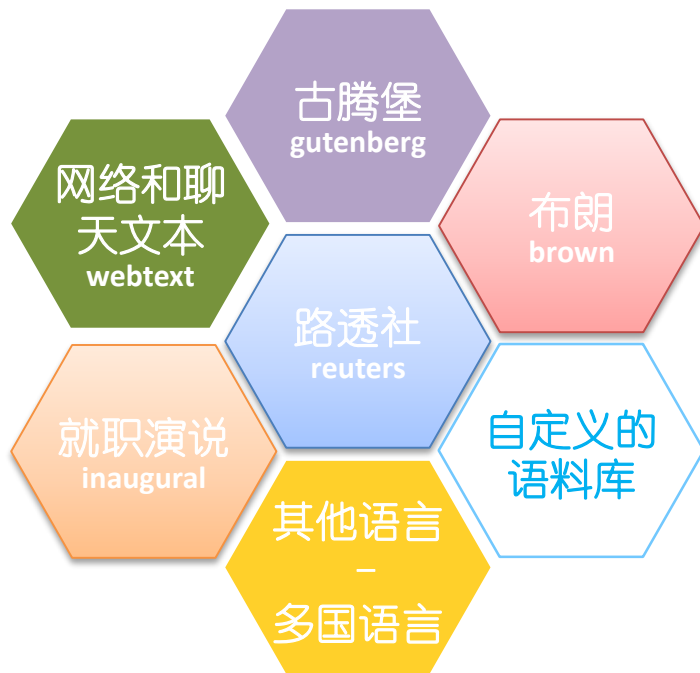 古腾堡
gutenberg
网络和聊
天文本
webtext
布朗
brown
路透社
reuters
就职演说
inaugural
自定义的
语料库
其他语言
–
多国语言